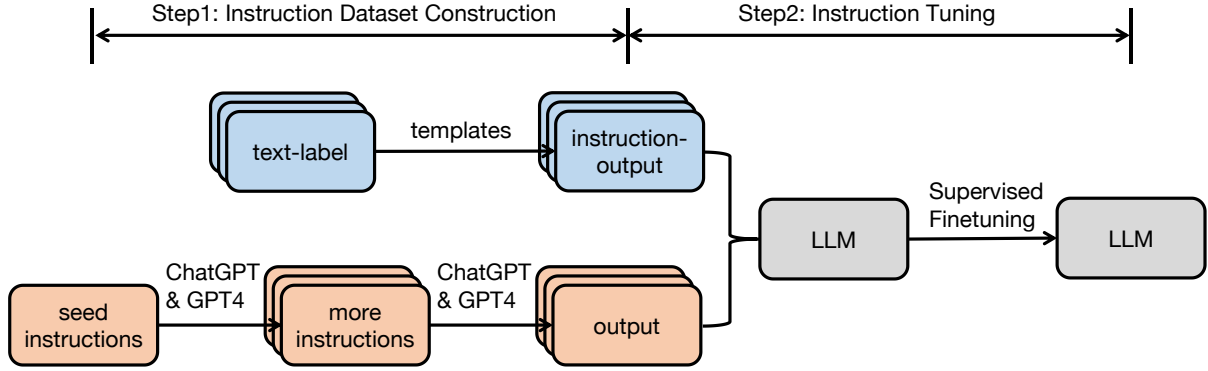 Step1: Instruction Dataset Construction
Step2: Instruction Tuning
text-label
templates
instruction-
output
LLM
Supervised
Finetuning
LLM
seed
instructions
ChatGPT
& GPT4
more
instructions
ChatGPT
& GPT4
output